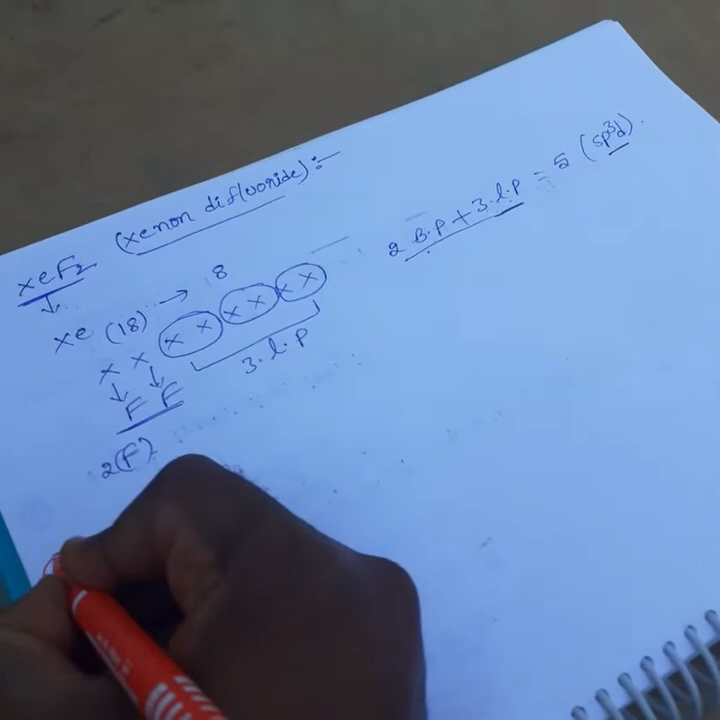 xeF2 (xenon difluoride):-
2 B.P + 3.l.P = 5 (sp3d).
xe (18) → 8
x x x x x x x x
3.l.P
F F
2(F)